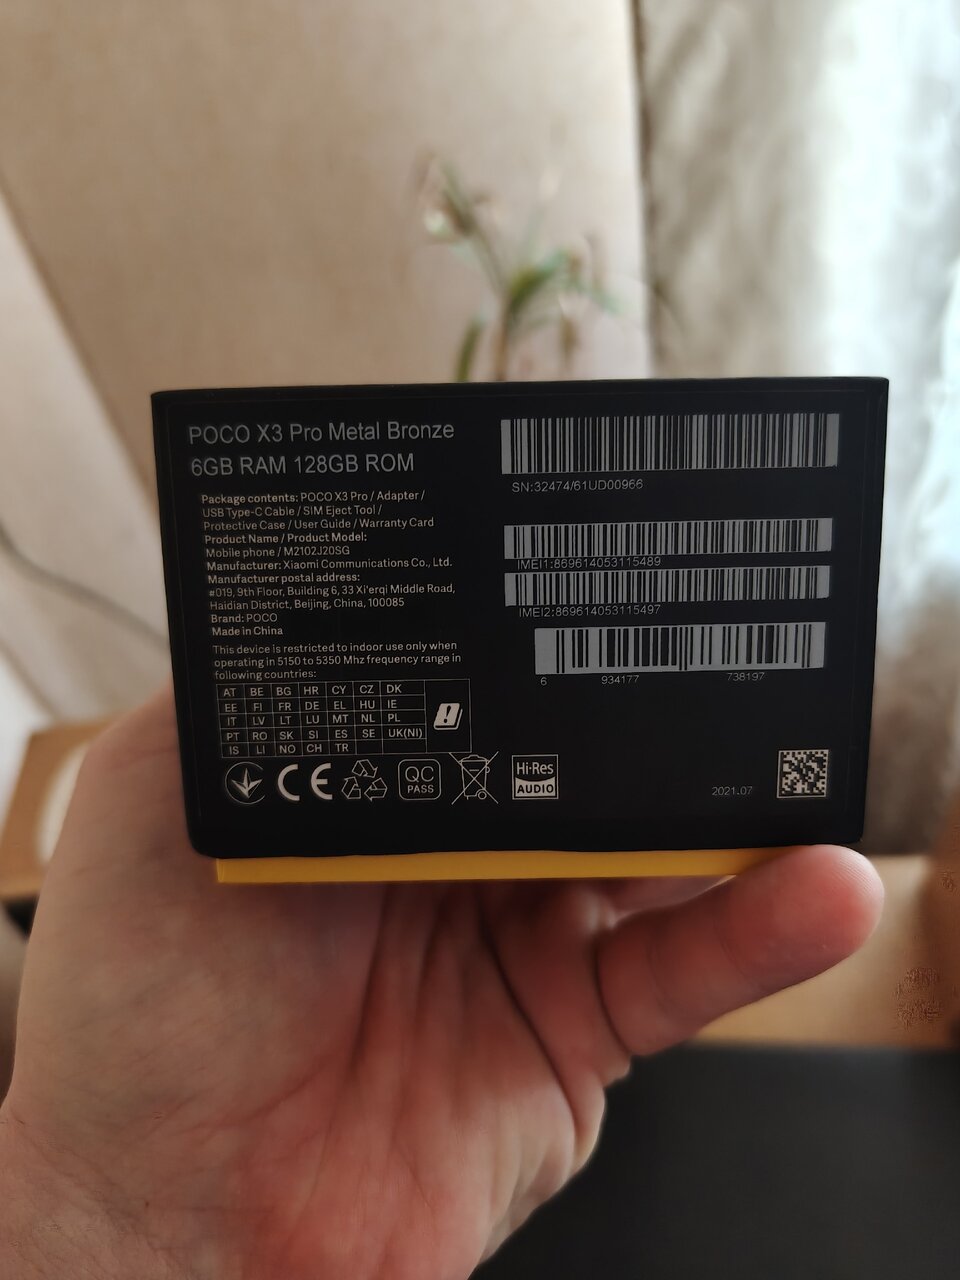 POCO X3 Pro Metal Bronze
6GB RAM 128GB ROM
Package contents: POCO X3 Pro / Adapter /
USB Type-C Cable / SIM Eject Tool /
Protective Case / User Guide / Warranty Card
Product Name / Product Model:
Mobile phone / M2102J20SG
Manufacturer: Xiaomi Communications Co., Ltd.
Manufacturer postal address:
#019, 9th Floor, Building 6, 33 Xi'erqi Middle Road,
Haidian District, Beijing, China, 100085
Brand: POCO
Made in China
This device is restricted to indoor use only when
operating in 5150 to 5350 Mhz frequency range in
following countries:
AT BE BG HR CY CZ DK
EE FI FR DE EL HU IE
IT LV LT LU MT NL PL
PT RO SK SI ES SE UK(NI)
IS LI NO CH TR
CE
QC
PASS
Hi-Res
AUDIO
SN:32474/61UD00966
IMEI1:869614053115489
IMEI2:869614053115497
6 934177 738197
2021.07